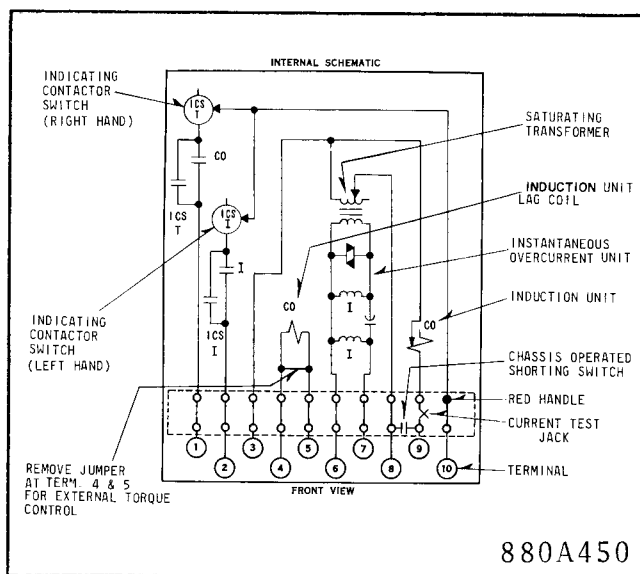 INTERNAL SCHEMATIC
INDICATING
CONTACTOR
SWITCH
(RIGHT HAND)
ICS
T
CO
ICS
T
ICS
I
I
ICS
I
INDICATING
CONTACTOR
SWITCH
(LEFT HAND)
CO
I
I
CO
SATURATING
TRANSFORMER
INDUCTION UNIT
LAG COIL
INSTANTANEOUS
OVERCURRENT UNIT
INDUCTION UNIT
CHASSIS OPERATED
SHORTING SWITCH
RED HANDLE
CURRENT TEST
JACK
TERMINAL
1
2
3
4
5
6
7
8
9
10
REMOVE JUMPER
AT TERM. 4 & 5
FOR EXTERNAL TORQUE
CONTROL
FRONT VIEW
880A450